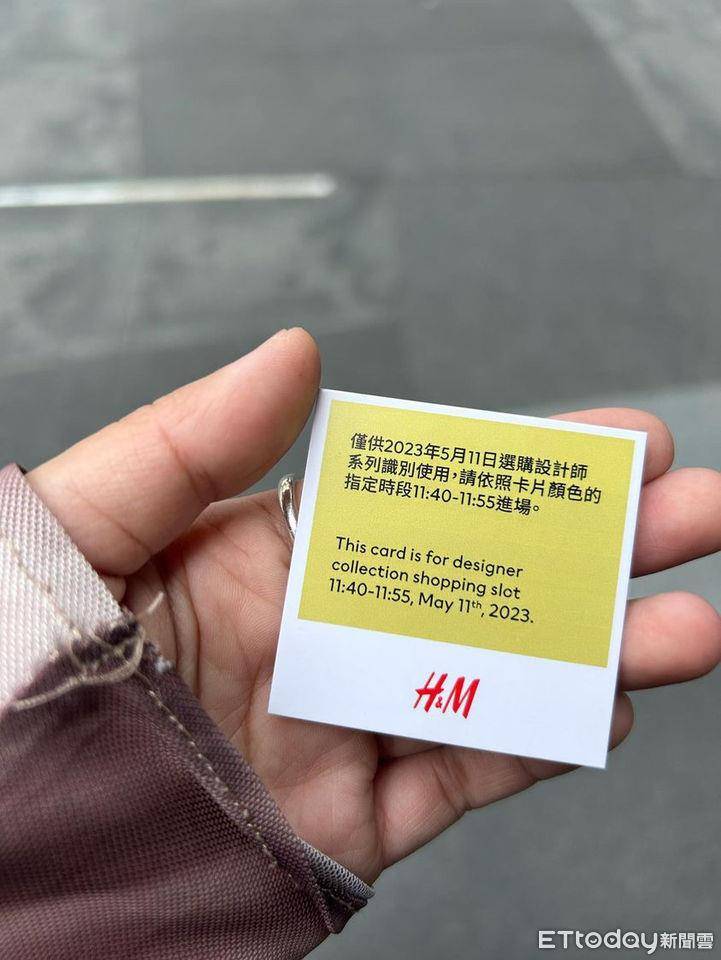 僅供2023年5月11日選購設計師
系列識別使用，請依照卡片顏色的
指定時段11:40-11:55進場。
This card is for designer
collection shopping slot
11:40-11:55, May 11th, 2023.
H&M
ETtoday新聞雲